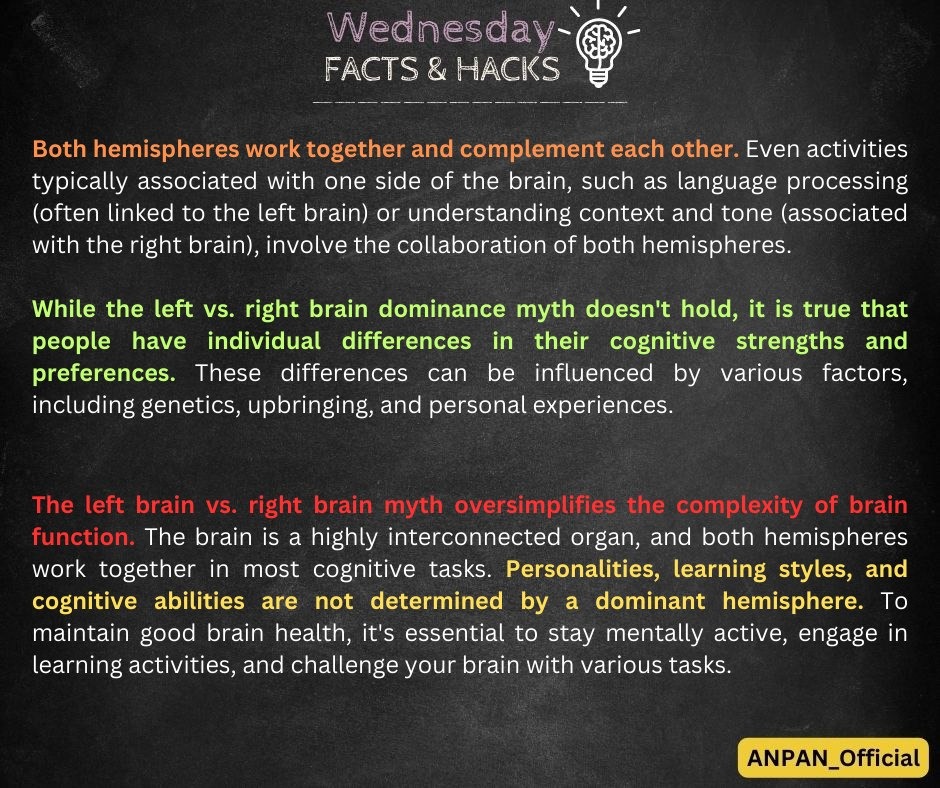 Wednesday
FACTS & HACKS
Both hemispheres work together and complement each other. Even activities
typically associated with one side of the brain, such as language processing
(often linked to the left brain) or understanding context and tone (associated
with the right brain), involve the collaboration of both hemispheres.
While the left vs. right brain dominance myth doesn't hold, it is true that
people have individual differences in their cognitive strengths and
preferences. These differences can be influenced by various factors,
including genetics, upbringing, and personal experiences.
The left brain vs. right brain myth oversimplifies the complexity of brain
function. The brain is a highly interconnected organ, and both hemispheres
work together in most cognitive tasks. Personalities, learning styles, and
cognitive abilities are not determined by a dominant hemisphere. To
maintain good brain health, it's essential to stay mentally active, engage in
learning activities, and challenge your brain with various tasks.
ANPAN_Official